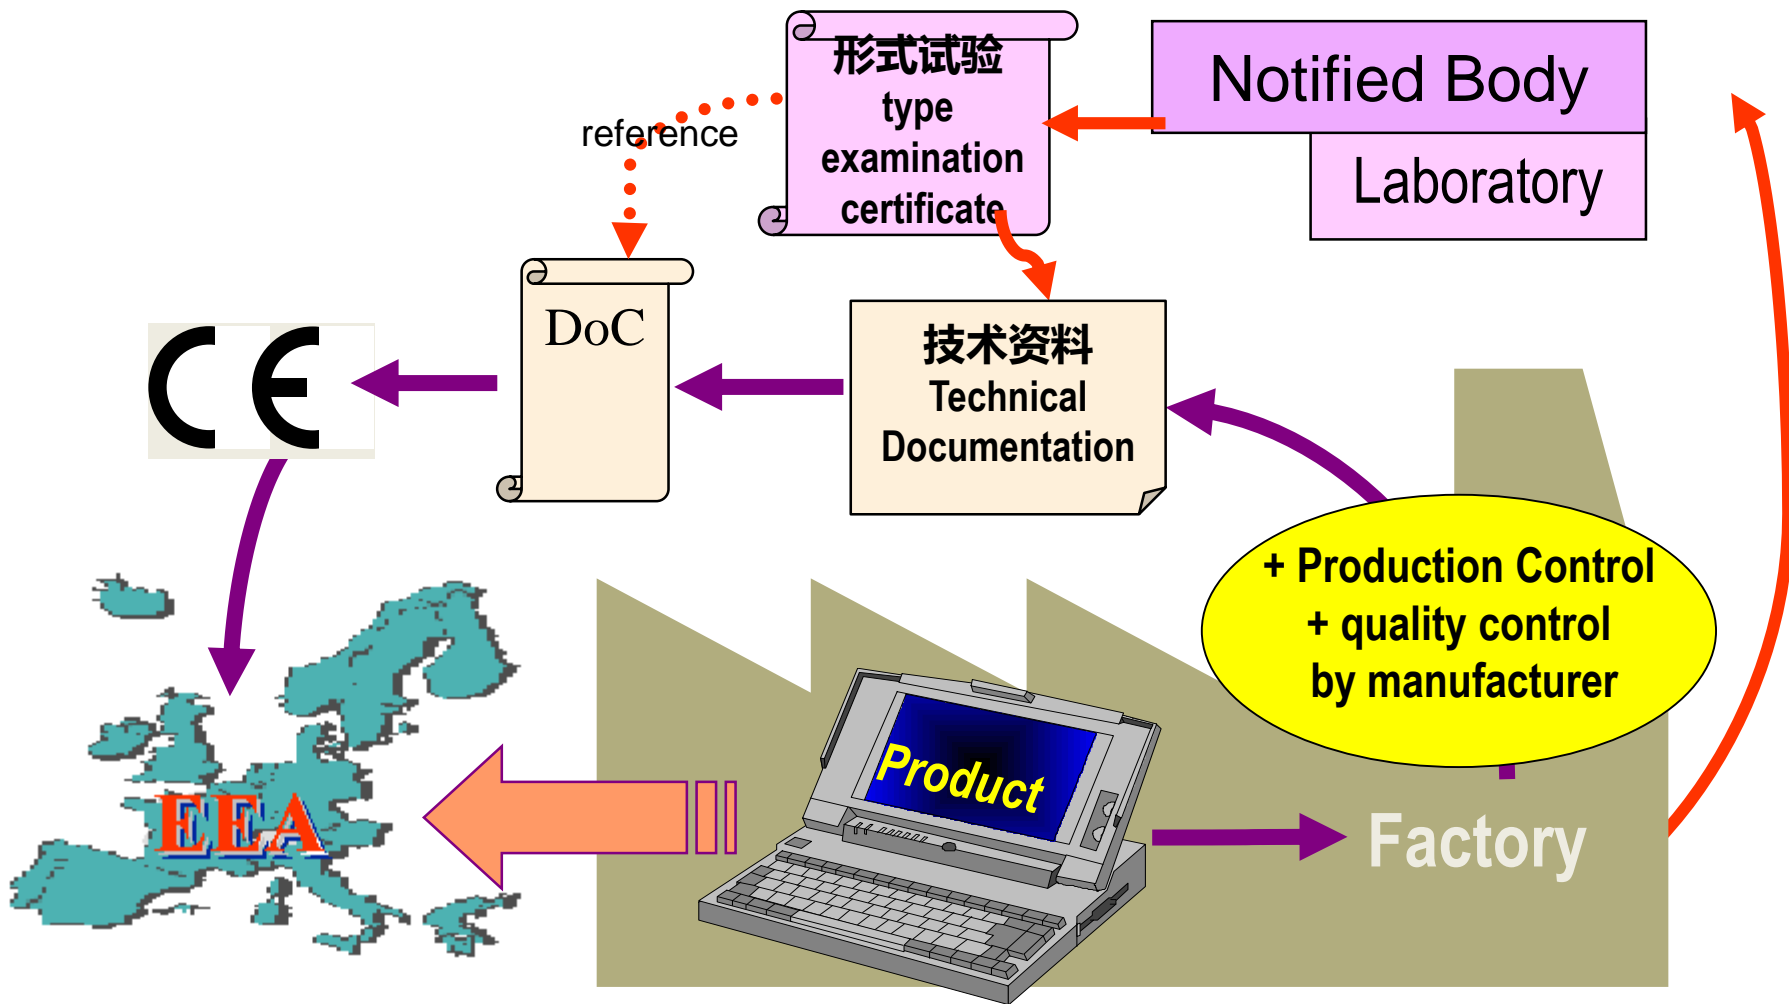 形式试验
type
examination
certificate
Notified Body
Laboratory
reference
DoC
CE
技术资料
Technical
Documentation
+ Production Control
+ quality control
by manufacturer
Product
EEA
Factory